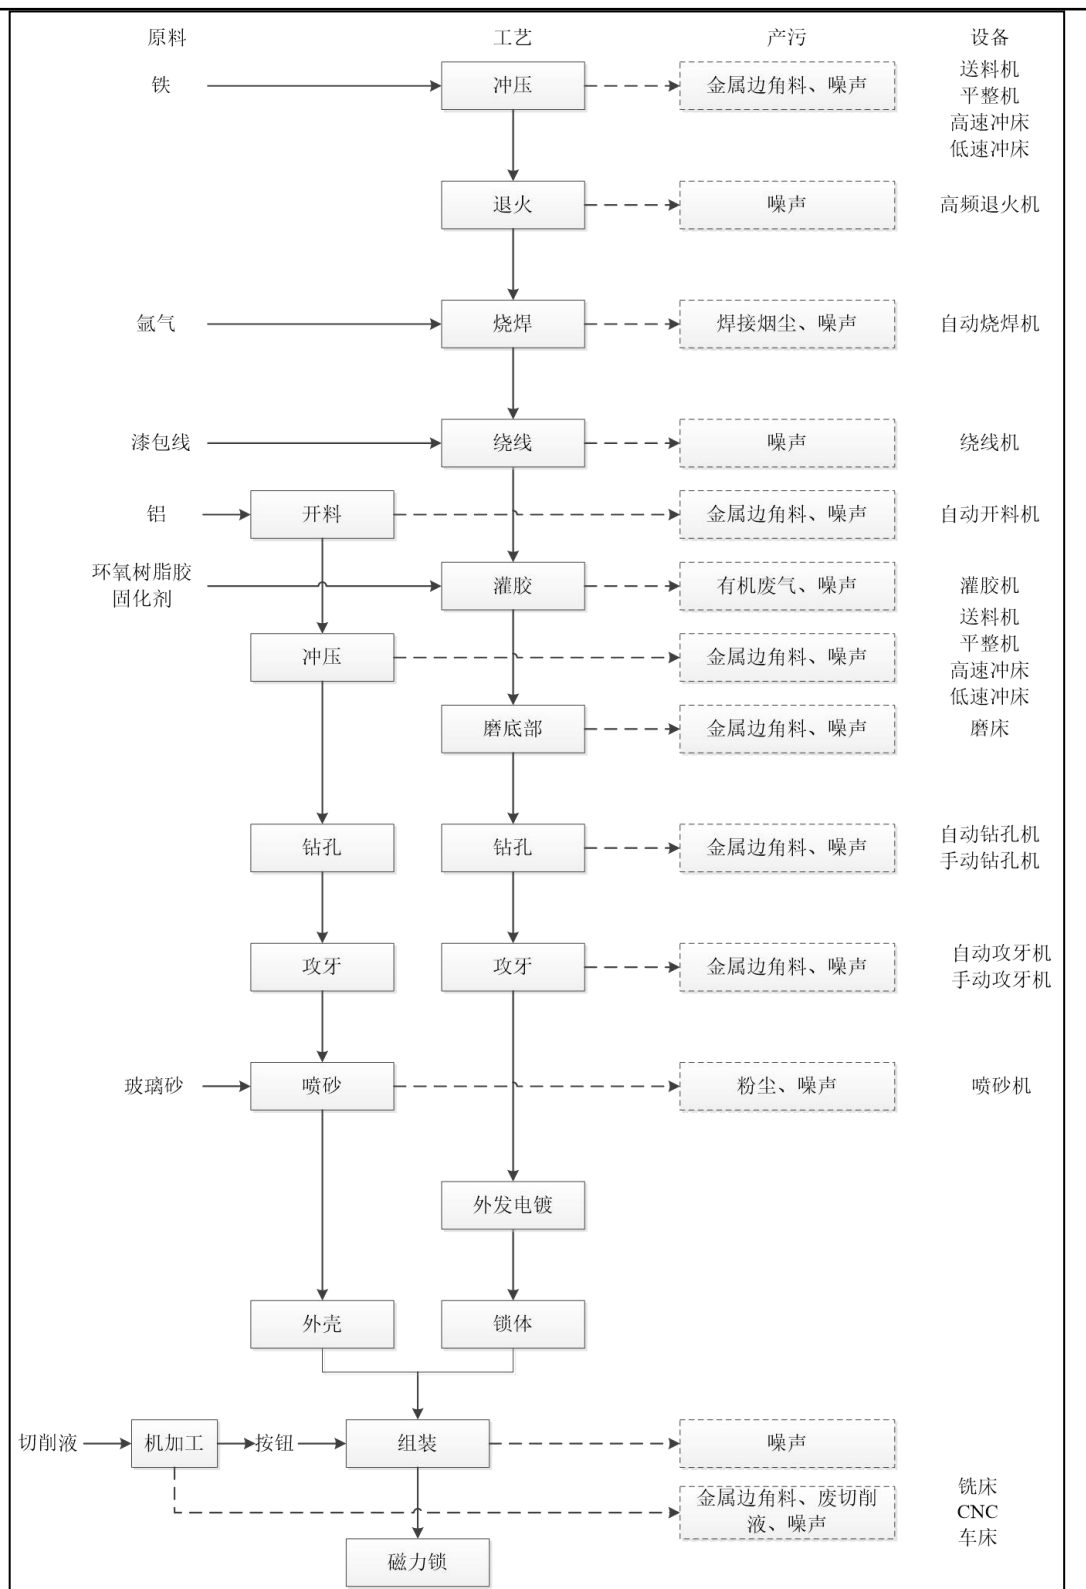 原料
工艺
产污
设备
铁
冲压
金属边角料、噪声
送料机
平整机
高速冲床
低速冲床
退火
噪声
高频退火机
氩气
烧焊
焊接烟尘、噪声
自动烧焊机
漆包线
绕线
噪声
绕线机
铝
开料
金属边角料、噪声
自动开料机
环氧树脂胶
固化剂
灌胶
有机废气、噪声
灌胶机
冲压
金属边角料、噪声
送料机
平整机
高速冲床
低速冲床
磨底部
金属边角料、噪声
磨床
钻孔
钻孔
金属边角料、噪声
自动钻孔机
手动钻孔机
攻牙
攻牙
金属边角料、噪声
自动攻牙机
手动攻牙机
玻璃砂
喷砂
粉尘、噪声
喷砂机
外发电镀
外壳
锁体
切削液
机加工
按钮
组装
噪声
金属边角料、废切削
液、噪声
铣床
CNC
车床
磁力锁